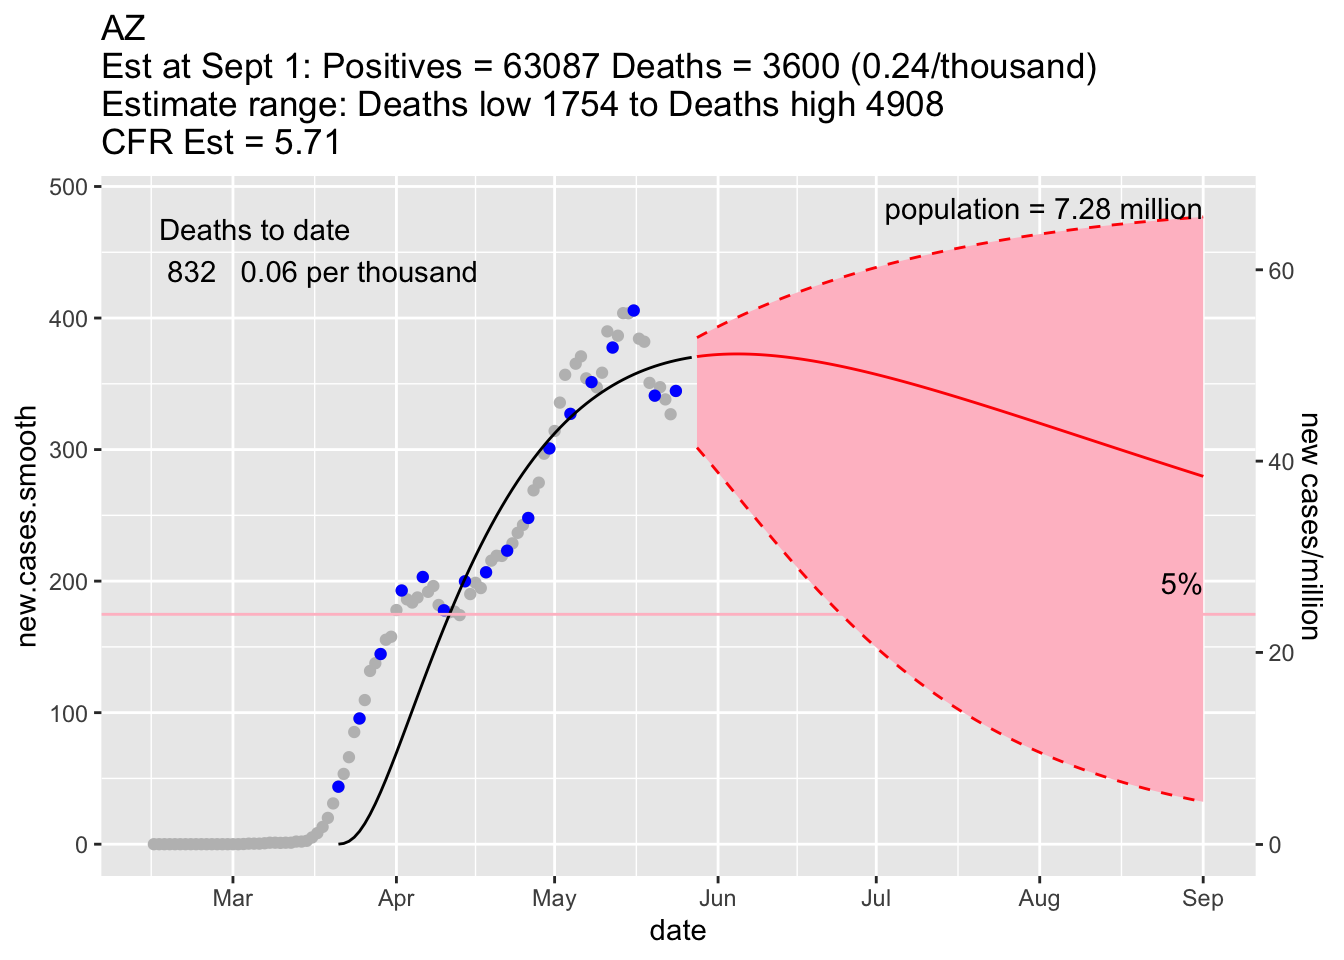 AZ
Est at Sept 1: Positives = 63087 Deaths = 3600 (0.24/thousand)
Estimate range: Deaths low 1754 to Deaths high 4908
CFR Est = 5.71
500
400
300
200
100
0
new.cases.smooth
Deaths to date
832 0.06 per thousand
population = 7.28 million
5%
60
40
20
0
new cases/million
Mar Apr May Jun Jul Aug Sep
date